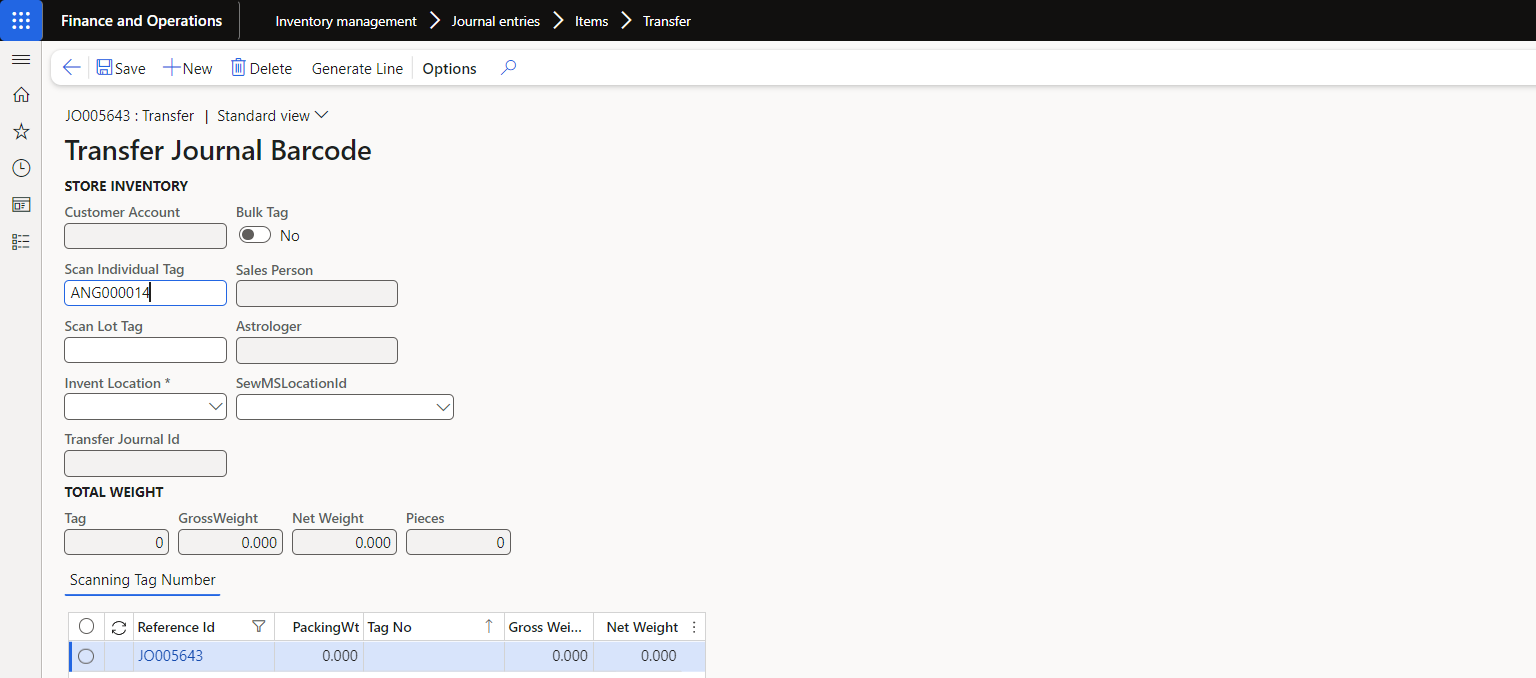 Finance and Operations Inventory management Journal entries Items Transfer
Save New Delete Generate Line Options
JO005643 : Transfer | Standard view
Transfer Journal Barcode
STORE INVENTORY
Customer Account Bulk Tag
No
Scan Individual Tag Sales Person
ANG000014
Scan Lot Tag Astrologer
Invent Location * SewMSLocationId
Transfer Journal Id
TOTAL WEIGHT
Tag GrossWeight Net Weight Pieces
0 0.000 0.000 0
Scanning Tag Number
Reference Id PackingWt Tag No Gross Wei... Net Weight
JO005643 0.000 0.000 0.000